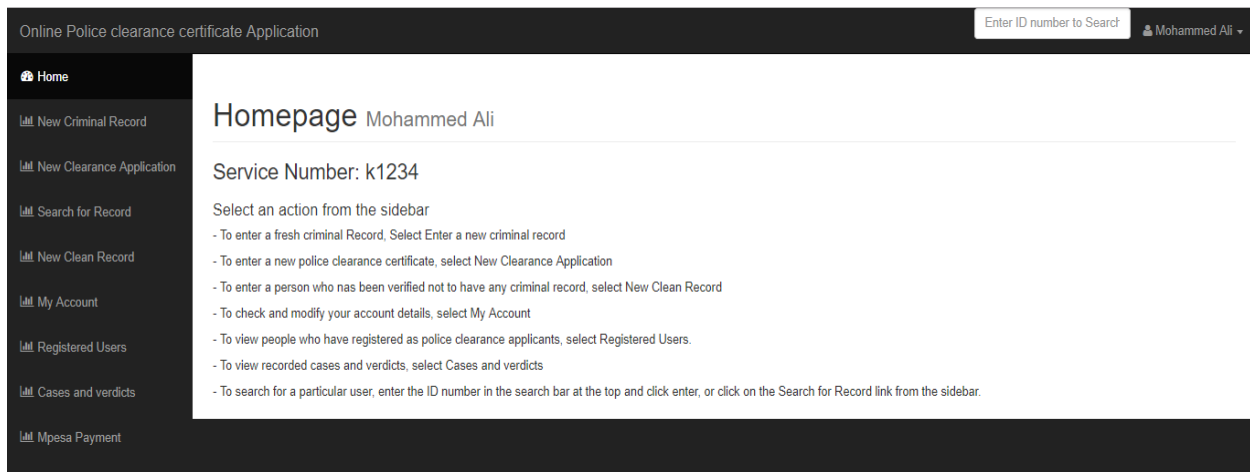 Online Police clearance certificate Application
Enter ID number to Search
Mohammed Ali
Home
New Criminal Record
New Clearance Application
Search for Record
New Clean Record
My Account
Registered Users
Cases and verdicts
Mpesa Payment
Homepage Mohammed Ali
Service Number: k1234
Select an action from the sidebar
- To enter a fresh criminal Record, Select Enter a new criminal record
- To enter a new police clearance certificate, select New Clearance Application
- To enter a person who nas been verified not to have any criminal record, select New Clean Record
- To check and modify your account details, select My Account
- To view people who have registered as police clearance applicants, select Registered Users.
- To view recorded cases and verdicts, select Cases and verdicts
- To search for a particular user, enter the ID number in the search bar at the top and click enter, or click on the Search for Record link from the sidebar.